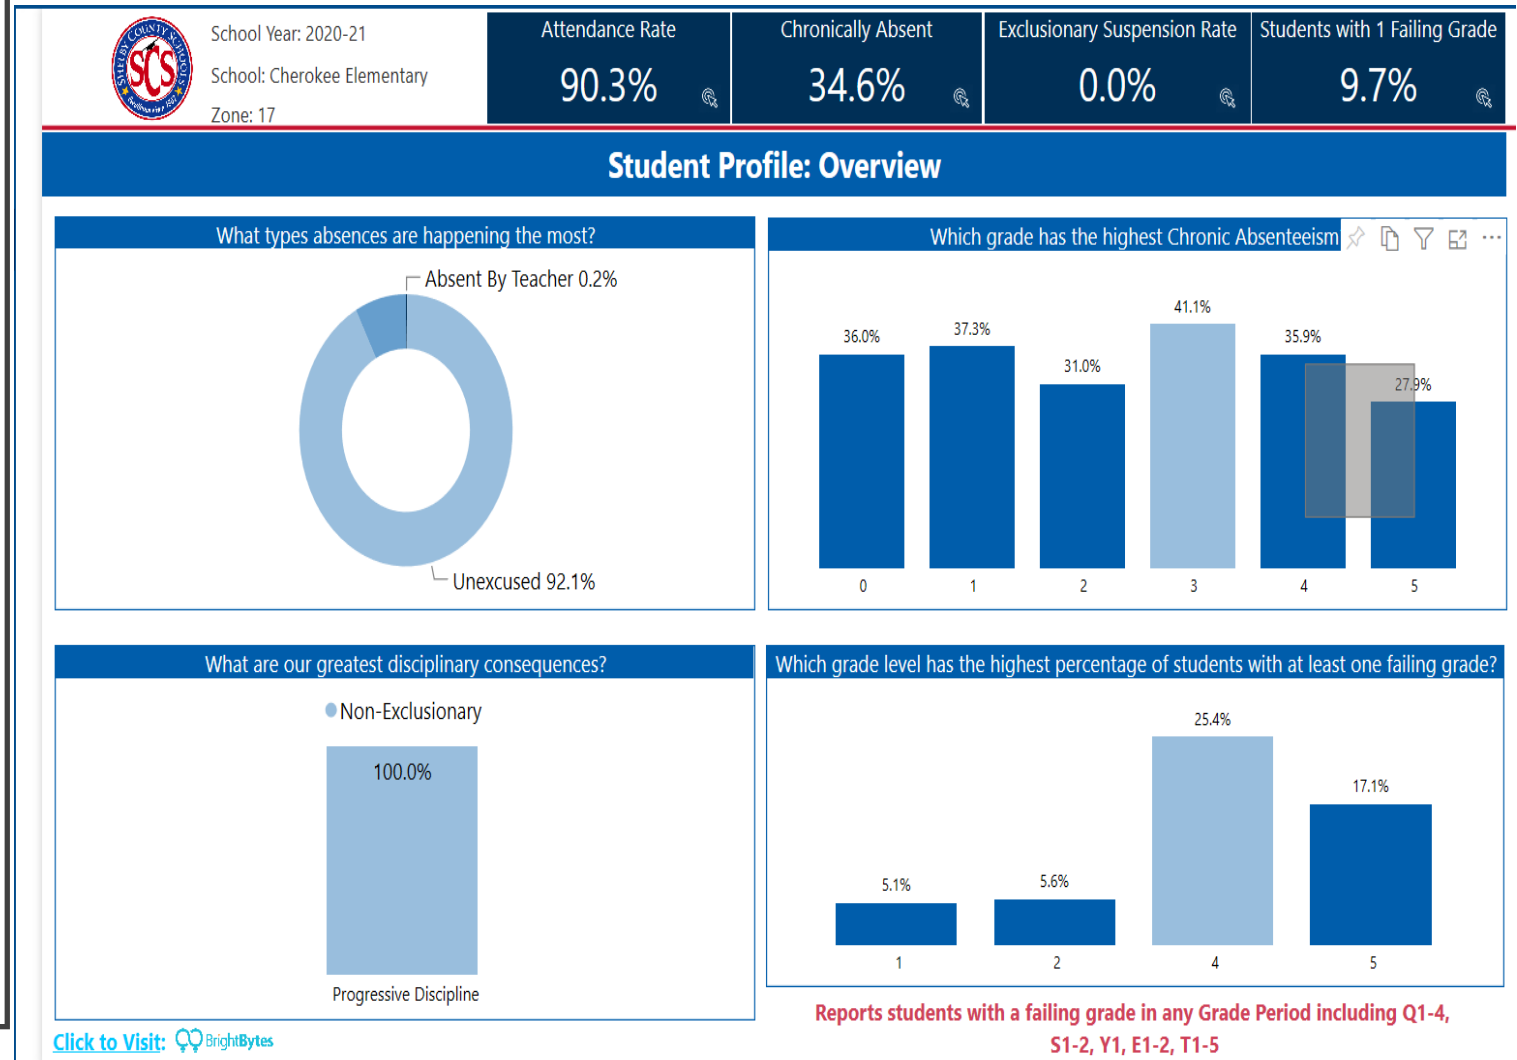 SHELBY COUNTY SCHOOLS
SCS
School Year: 2020-21
School: Cherokee Elementary
Zone: 17
Attendance Rate
90.3%
Chronically Absent
34.6%
Exclusionary Suspension Rate
0.0%
Students with 1 Failing Grade
9.7%
Student Profile: Overview
What types absences are happening the most?
Absent By Teacher 0.2%
Unexcused 92.1%
Which grade has the highest Chronic Absenteeism
36.0%
37.3%
31.0%
41.1%
35.9%
27.9%
0
1
2
3
4
5
What are our greatest disciplinary consequences?
Non-Exclusionary
100.0%
Progressive Discipline
Which grade level has the highest percentage of students with at least one failing grade?
5.1%
5.6%
25.4%
17.1%
1
2
4
5
Click to Visit: BrightBytes
Reports students with a failing grade in any Grade Period including Q1-4,
S1-2, Y1, E1-2, T1-5